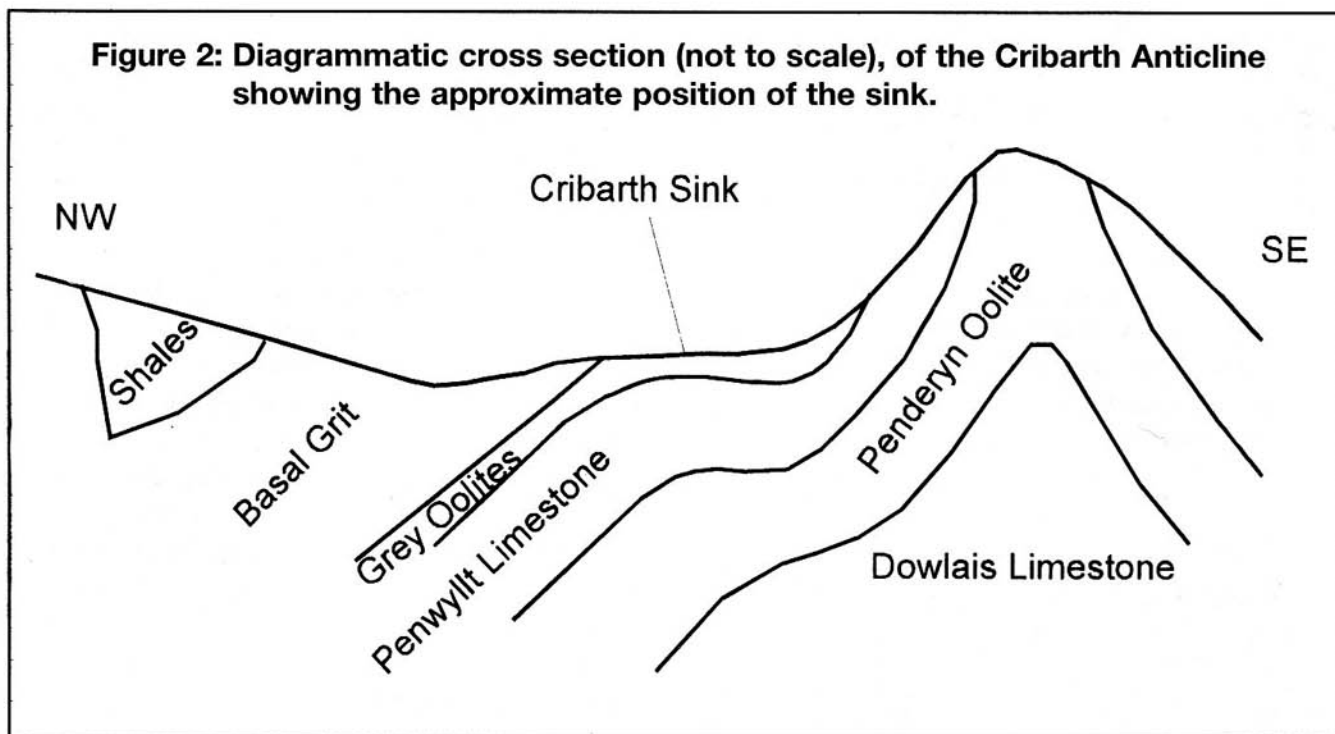 Figure 2: Diagrammatic cross section (not to scale), of the Cribarth Anticline
showing the approximate position of the sink.
Cribarth Sink
NW
SE
Shales
Basal Grit
Grey Oolites
Penwyllt Limestone
Penderyn Oolite
Dowlais Limestone